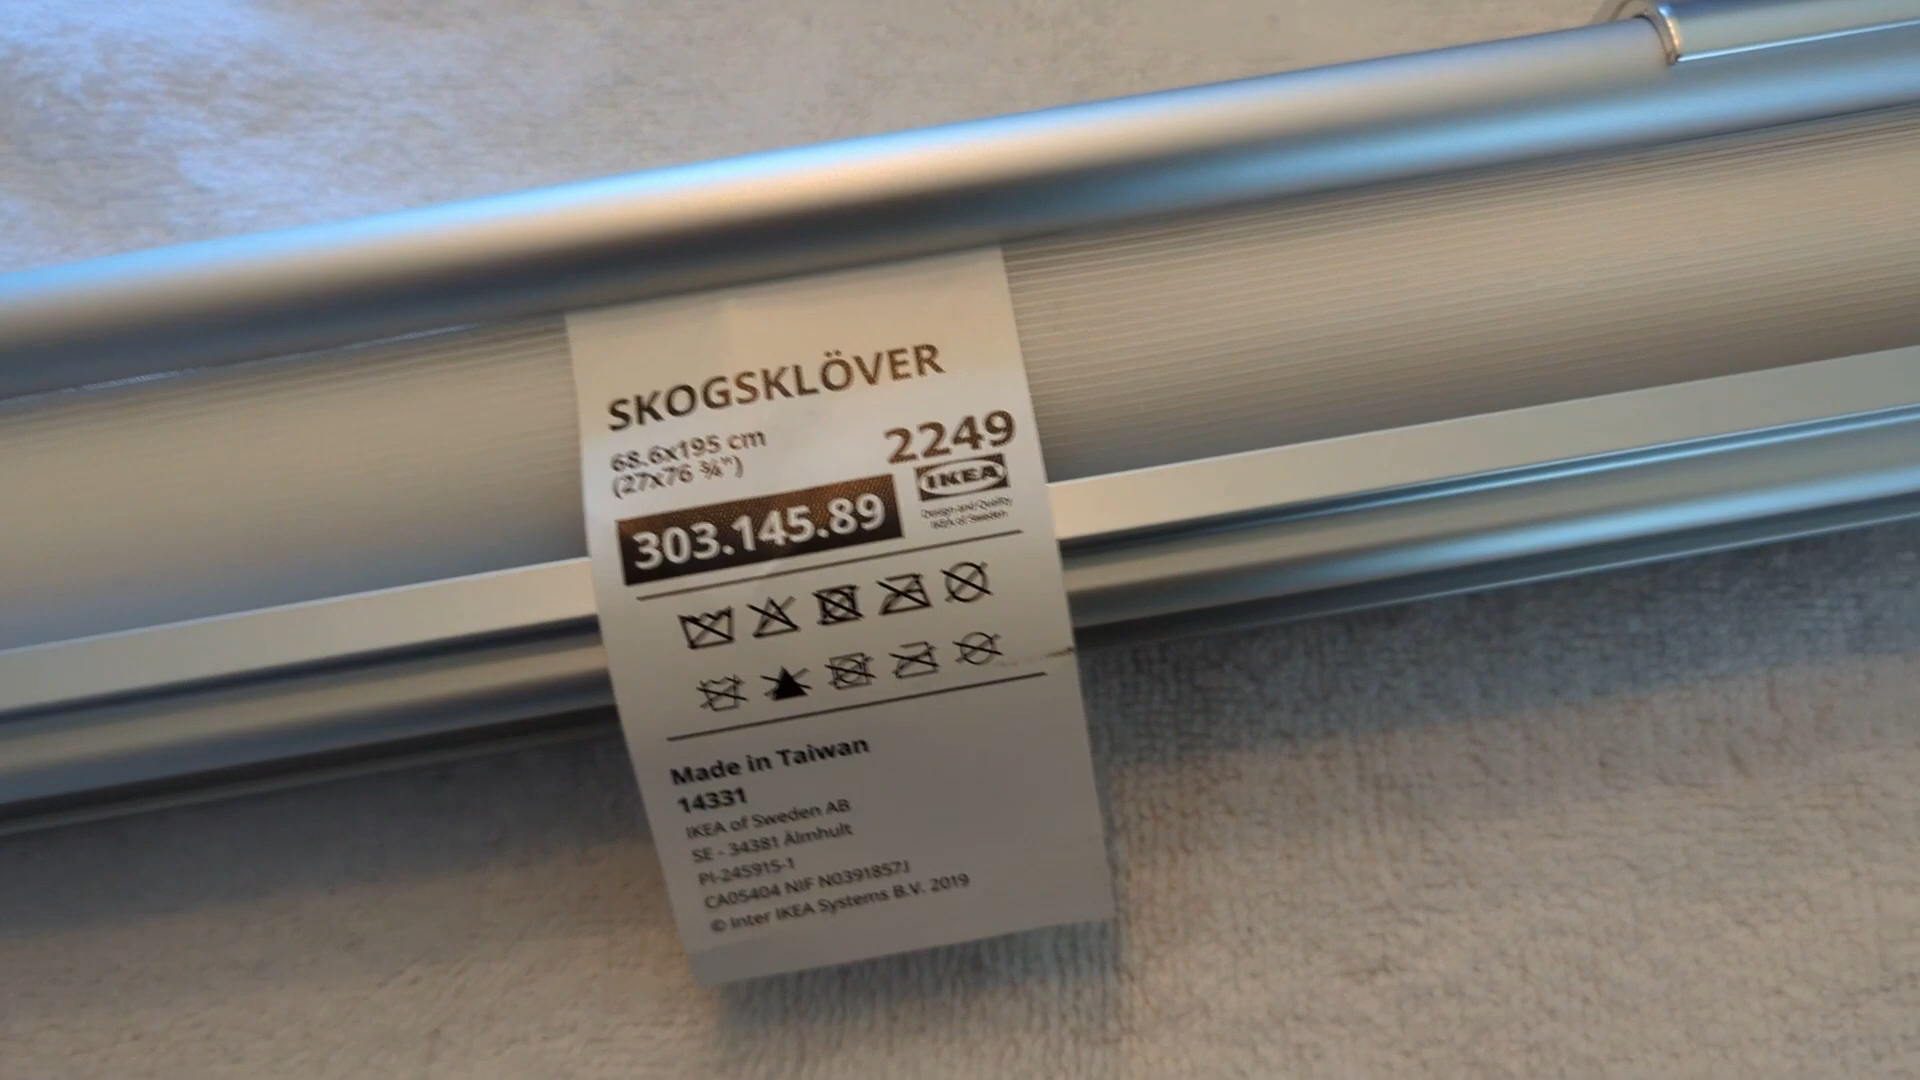 SKOGSKLÖVER
68.6x195 cm
(27x76 ¾")
2249
303.145.89
IKEA
Design and Quality
IKEA of Sweden
Made in Taiwan
14331
IKEA of Sweden AB
SE - 34381 Älmhult
PI-245915-1
CA05404 NIF N0391857J
© Inter IKEA Systems B.V. 2019